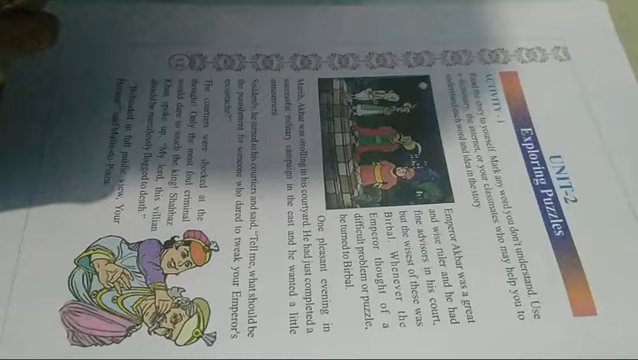 UNIT-2
Exploring Puzzles
ACTIVITY - 1
Read the story to yourself. Mark any word you don't understand. Use
a dictionary, the internet, or your classmates who may help you to
understand each word and idea in the story.
Emperor Akbar was a great
and wise ruler and he had
fine advisors in his court,
but the wisest of these was
Birbal. Whenever the
Emperor thought of a
difficult problem or puzzle,
he turned to Birbal.
One pleasant evening in
March, Akbar was strolling in his courtyard. He had just completed a
successful military campaign in the east and he wanted a little
amusement.
Suddenly, he turned to his courtiers and said, "Tell me, what should be
the punishment for someone who dared to tweak your Emperor's
moustache?"
The courtiers were shocked at the
thought. Only the most foul criminal
would dare to touch the king! Shahbaz
Khan spoke up. "My lord, this villian
should be mercilessly flogged to death."
"Behaded in full public view, Your
Honour", said